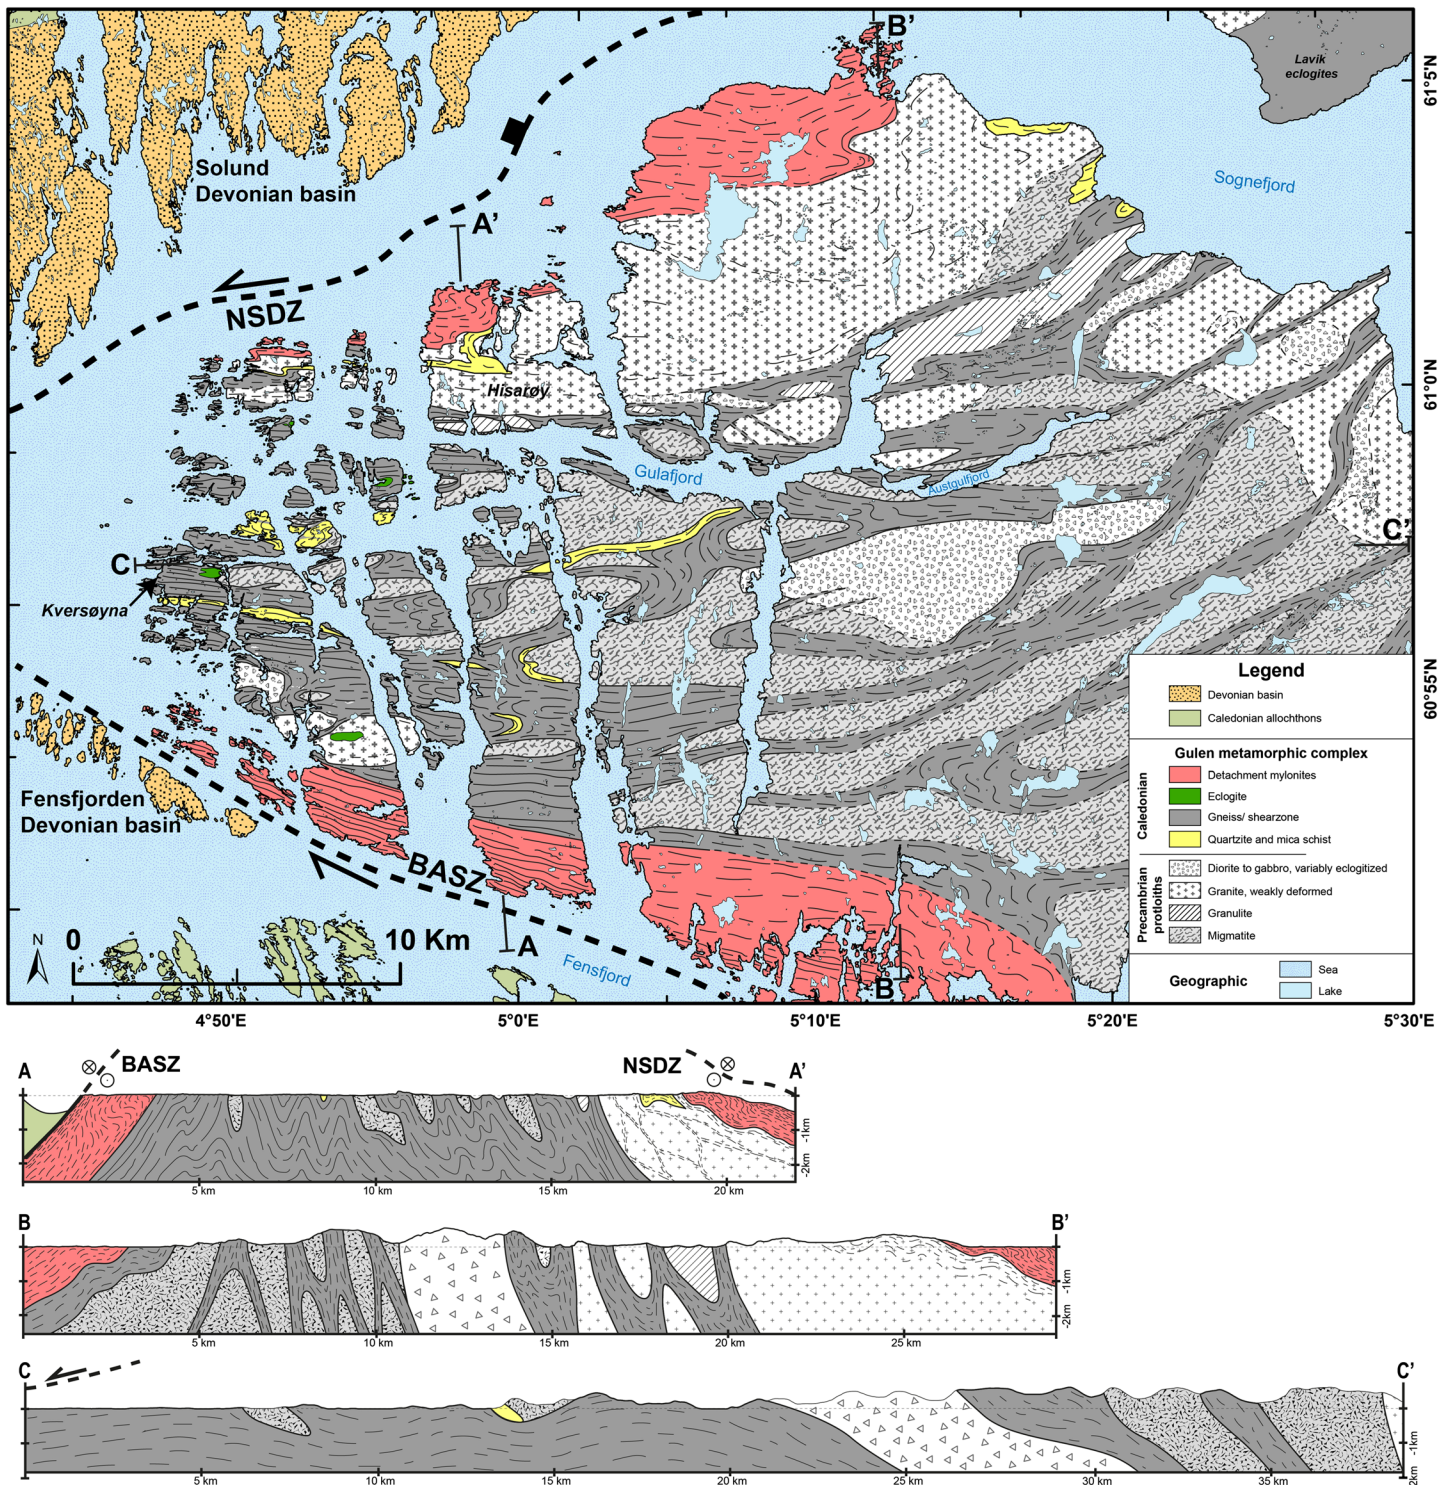 B'
Lavik
eclogites
61°5'N
Solund
Devonian basin
Sognefjord
A'
NSDZ
Hisarøy
61°0'N
Gulafjord
Austgulfjord
C
C'
Kversøyna
60°55'N
Fensfjorden
Devonian basin
BASZ
A
B
N
0
10 Km
Fensfjord
Legend
Devonian basin
Caledonian allochthons
Gulen metamorphic complex
Caledonian
Detachment mylonites
Eclogite
Gneiss/ shearzone
Quartzite and mica schist
Precambrian
protloiths
Diorite to gabbro, variably eclogitized
Granite, weakly deformed
Granulite
Migmatite
Geographic
Sea
Lake
4°50'E
5°0'E
5°10'E
5°20'E
5°30'E
A
BASZ
NSDZ
A'
-1km
-2km
5 km
10 km
15 km
20 km
B
B'
-1km
-2km
5 km
10 km
15 km
20 km
25 km
C
C'
-1km
2km
5 km
10 km
15 km
20 km
25 km
30 km
35 km